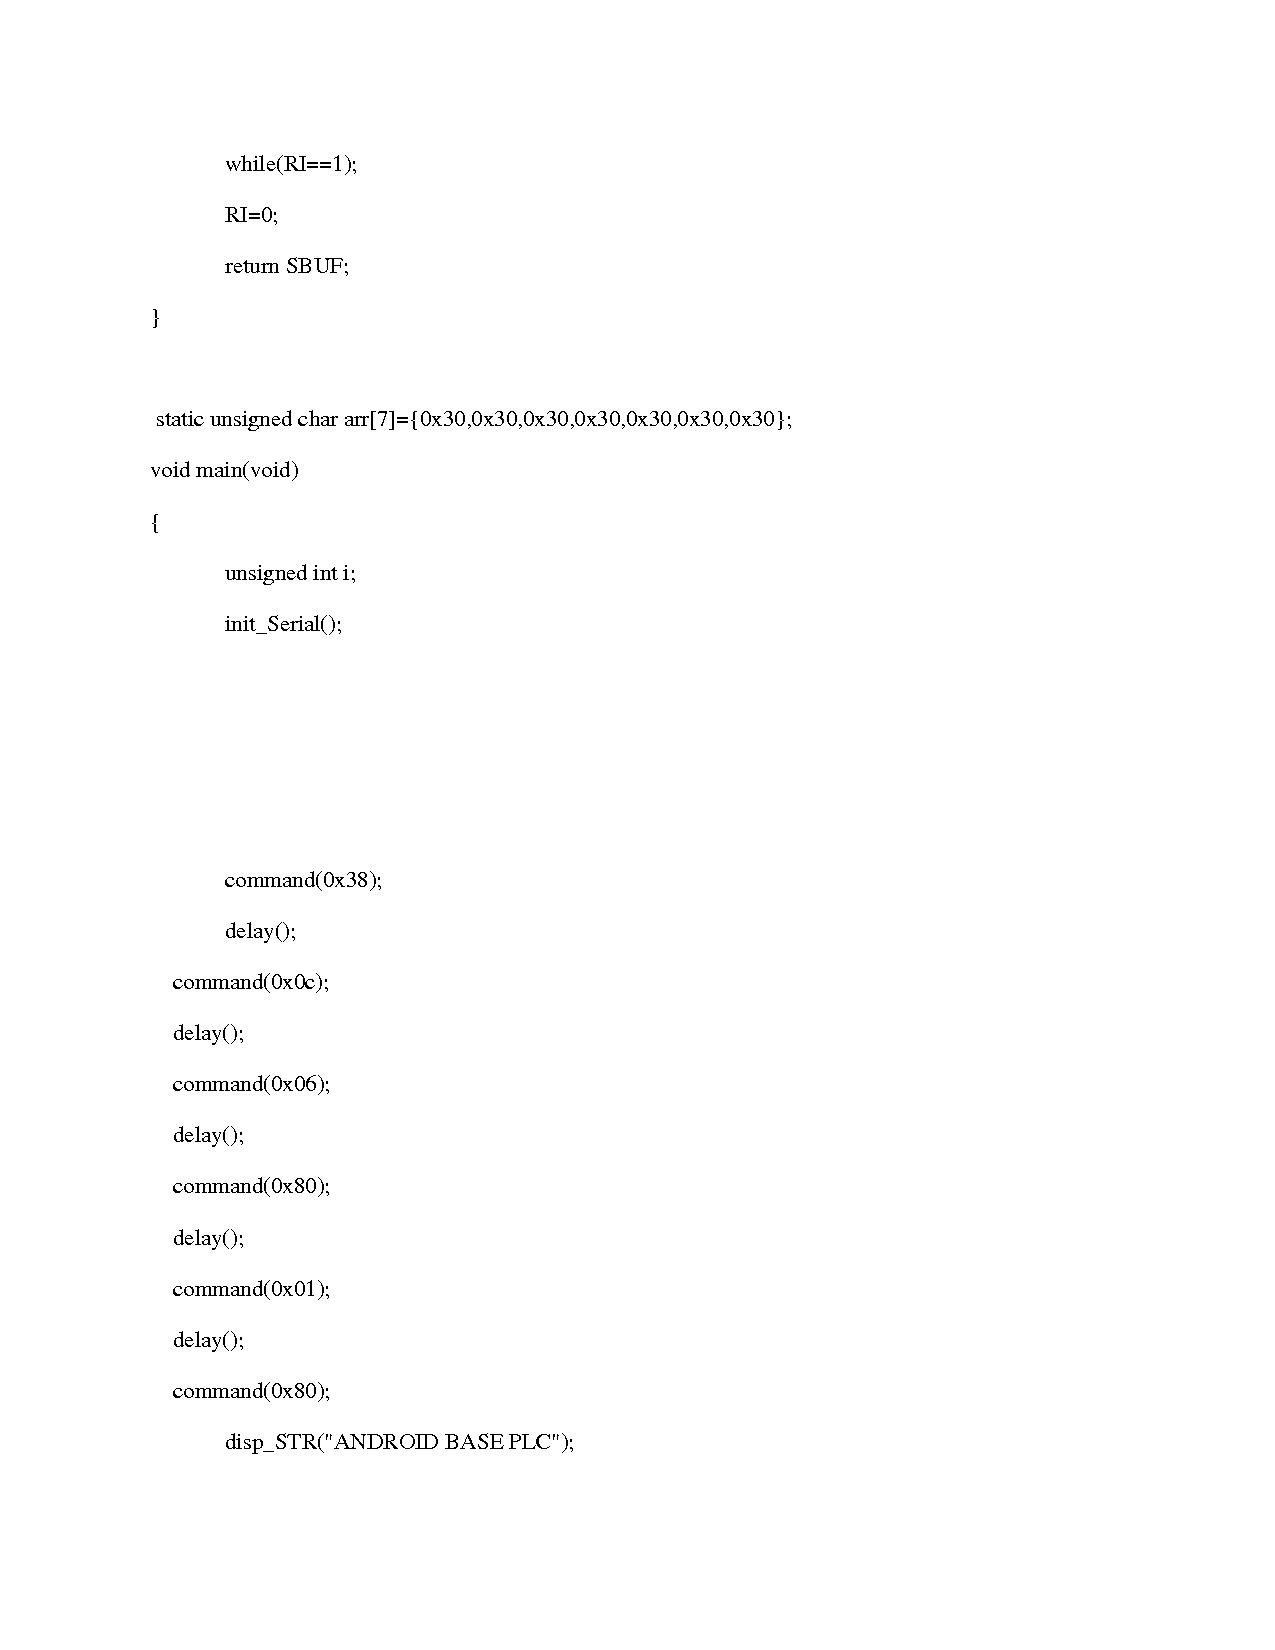 while(RI==1);
RI=0;
return SBUF;
}
static unsigned char arr[7]={0x30,0x30,0x30,0x30,0x30,0x30,0x30};
void main(void)
{
unsigned int i;
init_Serial();
command(0x38);
delay();
command(0x0c);
delay();
command(0x06);
delay();
command(0x80);
delay();
command(0x01);
delay();
command(0x80);
disp_STR("ANDROID BASE PLC");